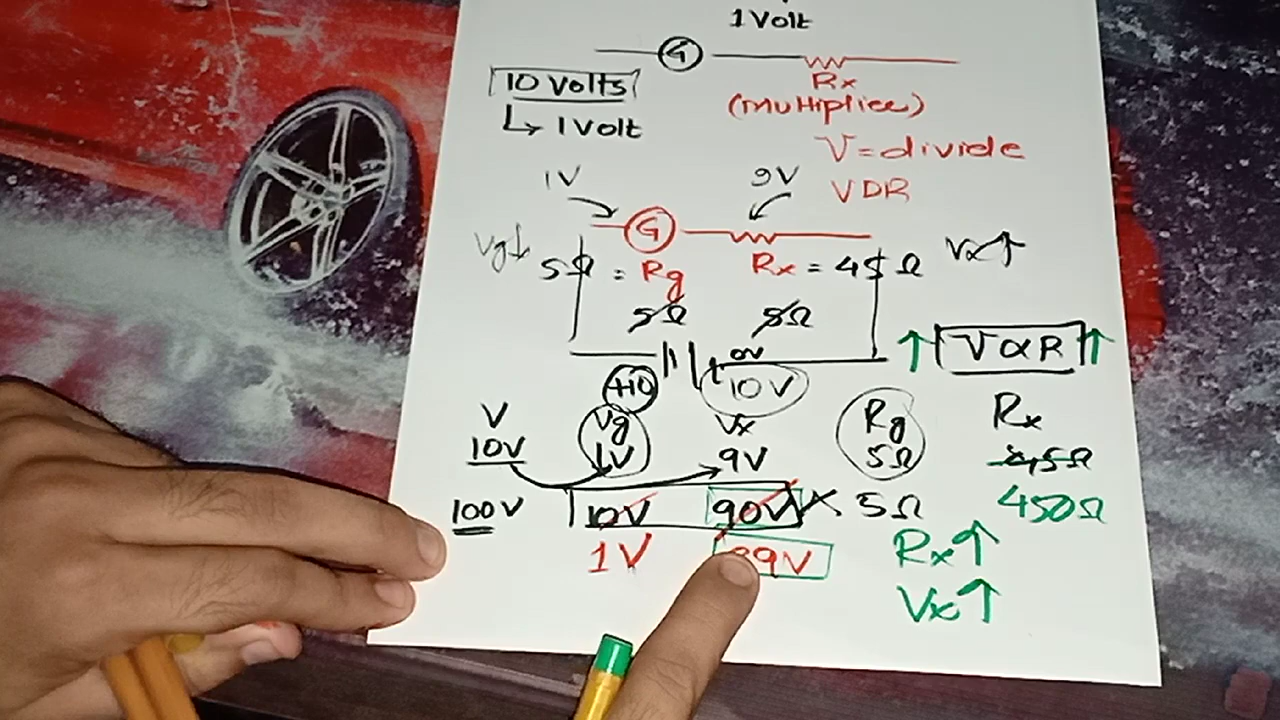 1 Volt
G
10 Volts Rx
(Multiplier)
↳ 1 Volt
V = divide
1V 9V VDR
G
Vg↓ 5Ω = Rg Rx = 45Ω Vx↑
5Ω 5Ω
0V ↑ V∝R ↑
+10 10V
V Vg Vx Rg Rx
10V 1V 9V 5Ω 45Ω
100V 10V 90V X 5Ω 450Ω
1V 99V Rx↑
Vx↑